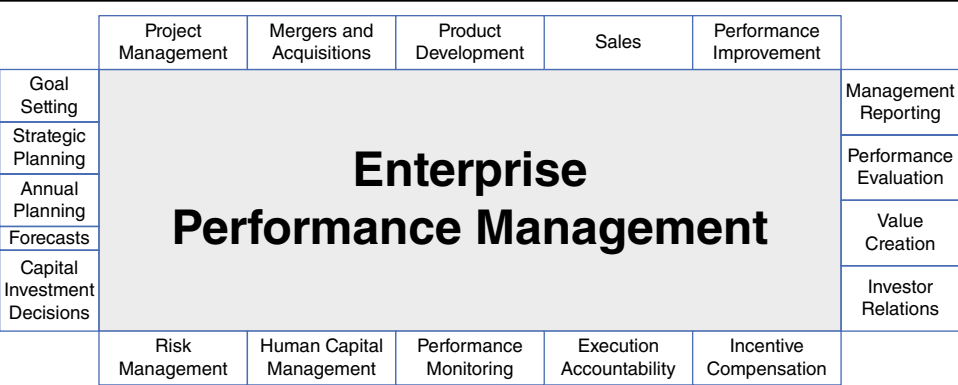 Project
Management
Mergers and
Acquisitions
Product
Development
Sales
Performance
Improvement
Goal
Setting
Strategic
Planning
Annual
Planning
Forecasts
Capital
Investment
Decisions
Enterprise
Performance Management
Management
Reporting
Performance
Evaluation
Value
Creation
Investor
Relations
Risk
Management
Human Capital
Management
Performance
Monitoring
Execution
Accountability
Incentive
Compensation